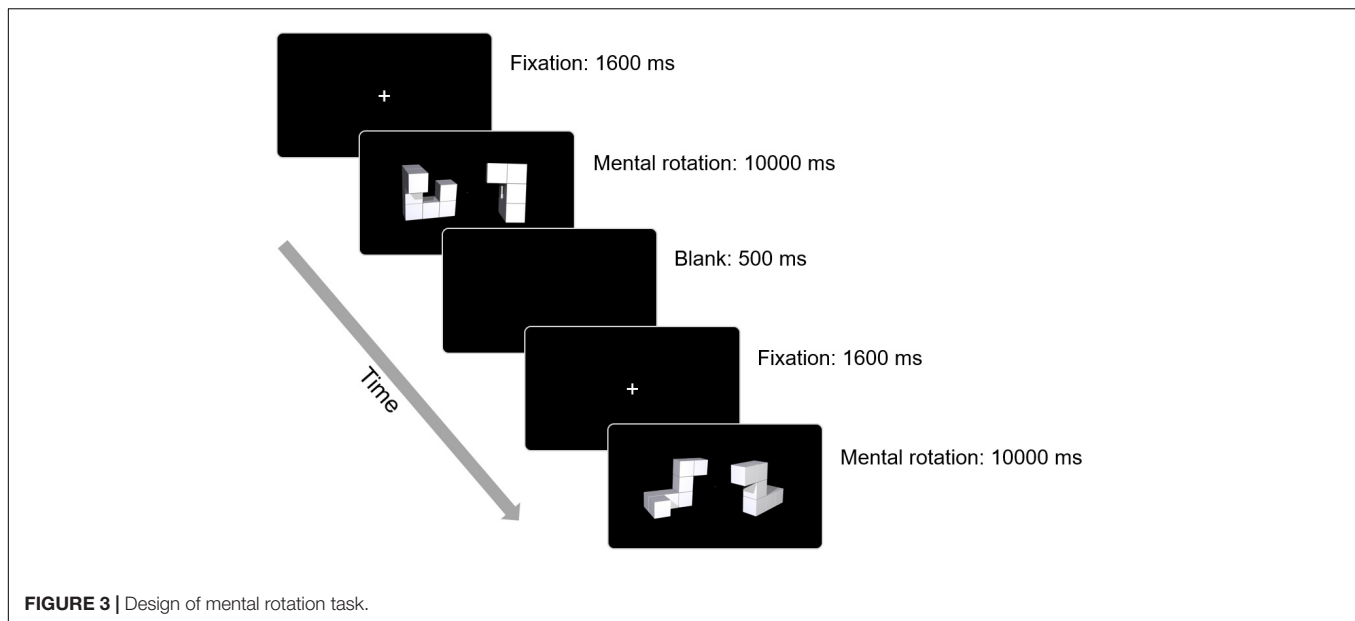 Fixation: 1600 ms
Mental rotation: 10000 ms
Blank: 500 ms
Fixation: 1600 ms
Time
Mental rotation: 10000 ms
FIGURE 3 | Design of mental rotation task.